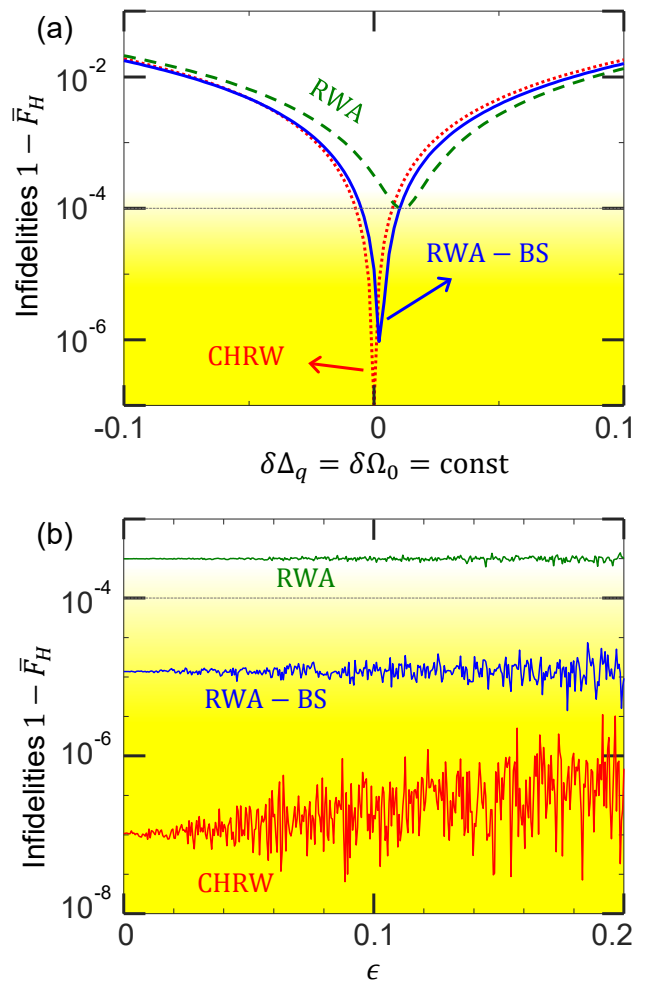 (a)
Infidelities 1 − F̄̄_H
10⁻²
10⁻⁴
10⁻⁶
RWA
RWA − BS
CHRW
-0.1 0 0.1
δΔ_q = δΩ₀ = const
(b)
Infidelities 1 − F̄̄_H
10⁻⁴
10⁻⁶
10⁻⁸
RWA
RWA − BS
CHRW
0 0.1 0.2
ϵ